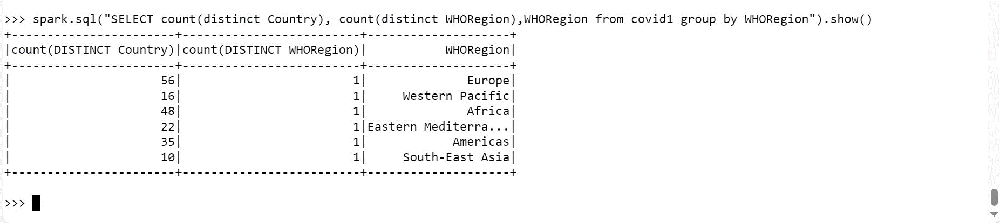 >>> spark.sql("SELECT count(distinct Country), count(distinct WHORegion),WHORegion from covid1 group by WHORegion").show()
+-----------------------+-------------------------+--------------------+
|count(DISTINCT Country)|count(DISTINCT WHORegion)|           WHORegion|
+-----------------------+-------------------------+--------------------+
|                     56|                        1|              Europe|
|                     16|                        1|     Western Pacific|
|                     48|                        1|              Africa|
|                     22|                        1|Eastern Mediterra...|
|                     35|                        1|            Americas|
|                     10|                        1|     South-East Asia|
+-----------------------+-------------------------+--------------------+
>>>